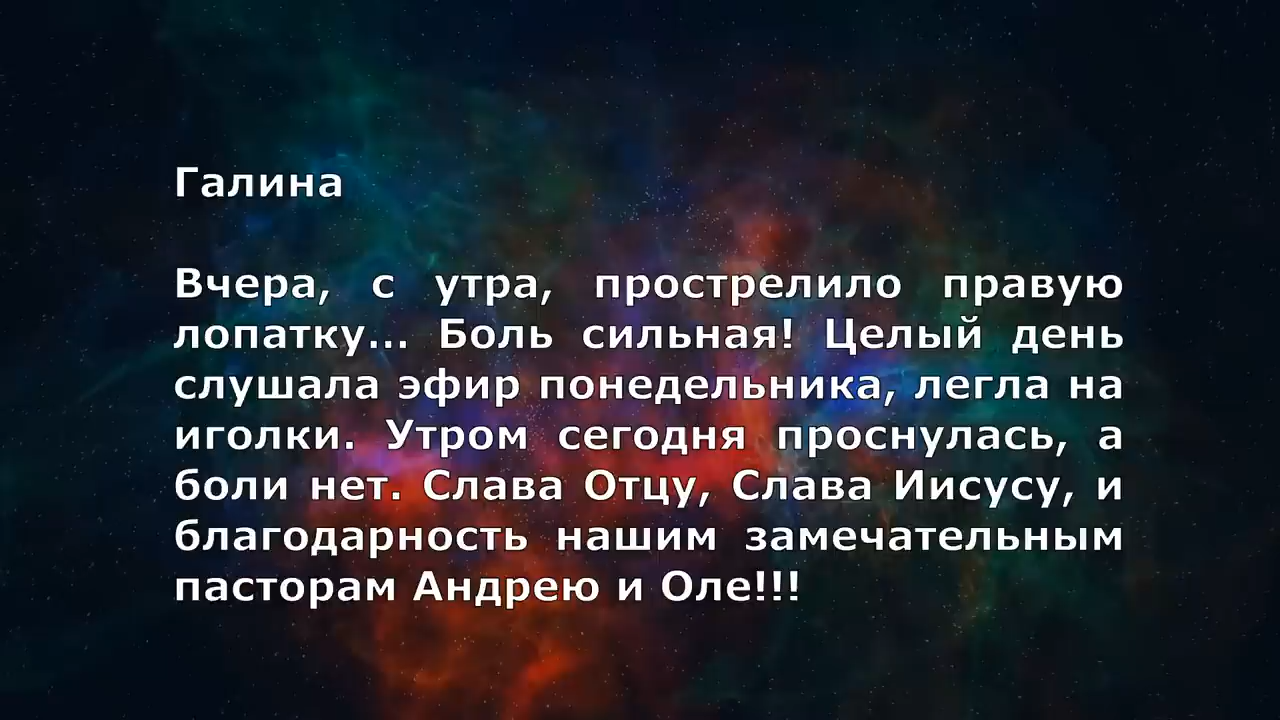 Галина
Вчера, с утра, прострелило правую
лопатку... Боль сильная! Целый день
слушала эфир понедельника, легла на
иголки. Утром сегодня проснулась, а
боли нет. Слава Отцу, Слава Иисусу, и
благодарность нашим замечательным
пасторам Андрею и Оле!!!